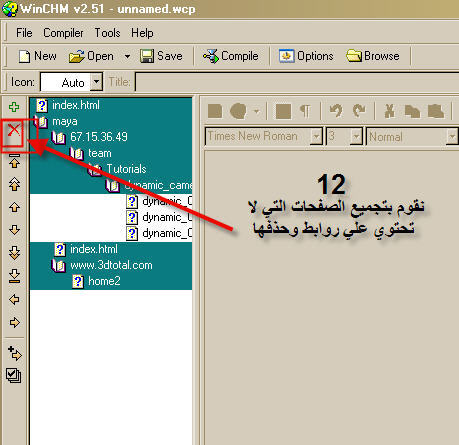 WinCHM v2.51 - unnamed.wcp
File Compiler Tools Help
New Open Save Compile Options Browse
Icon: Auto Title:
index.html
maya
67.15.36.49
team
Tutorials
dynamic_came
dynamic_0
dynamic_0
dynamic_0
index.html
www.3dtotal.com
home2
Times New Roman 3 Normal
12
نقوم بتجميع الصفحات التي لا
تحتوي علي روابط وحذفها